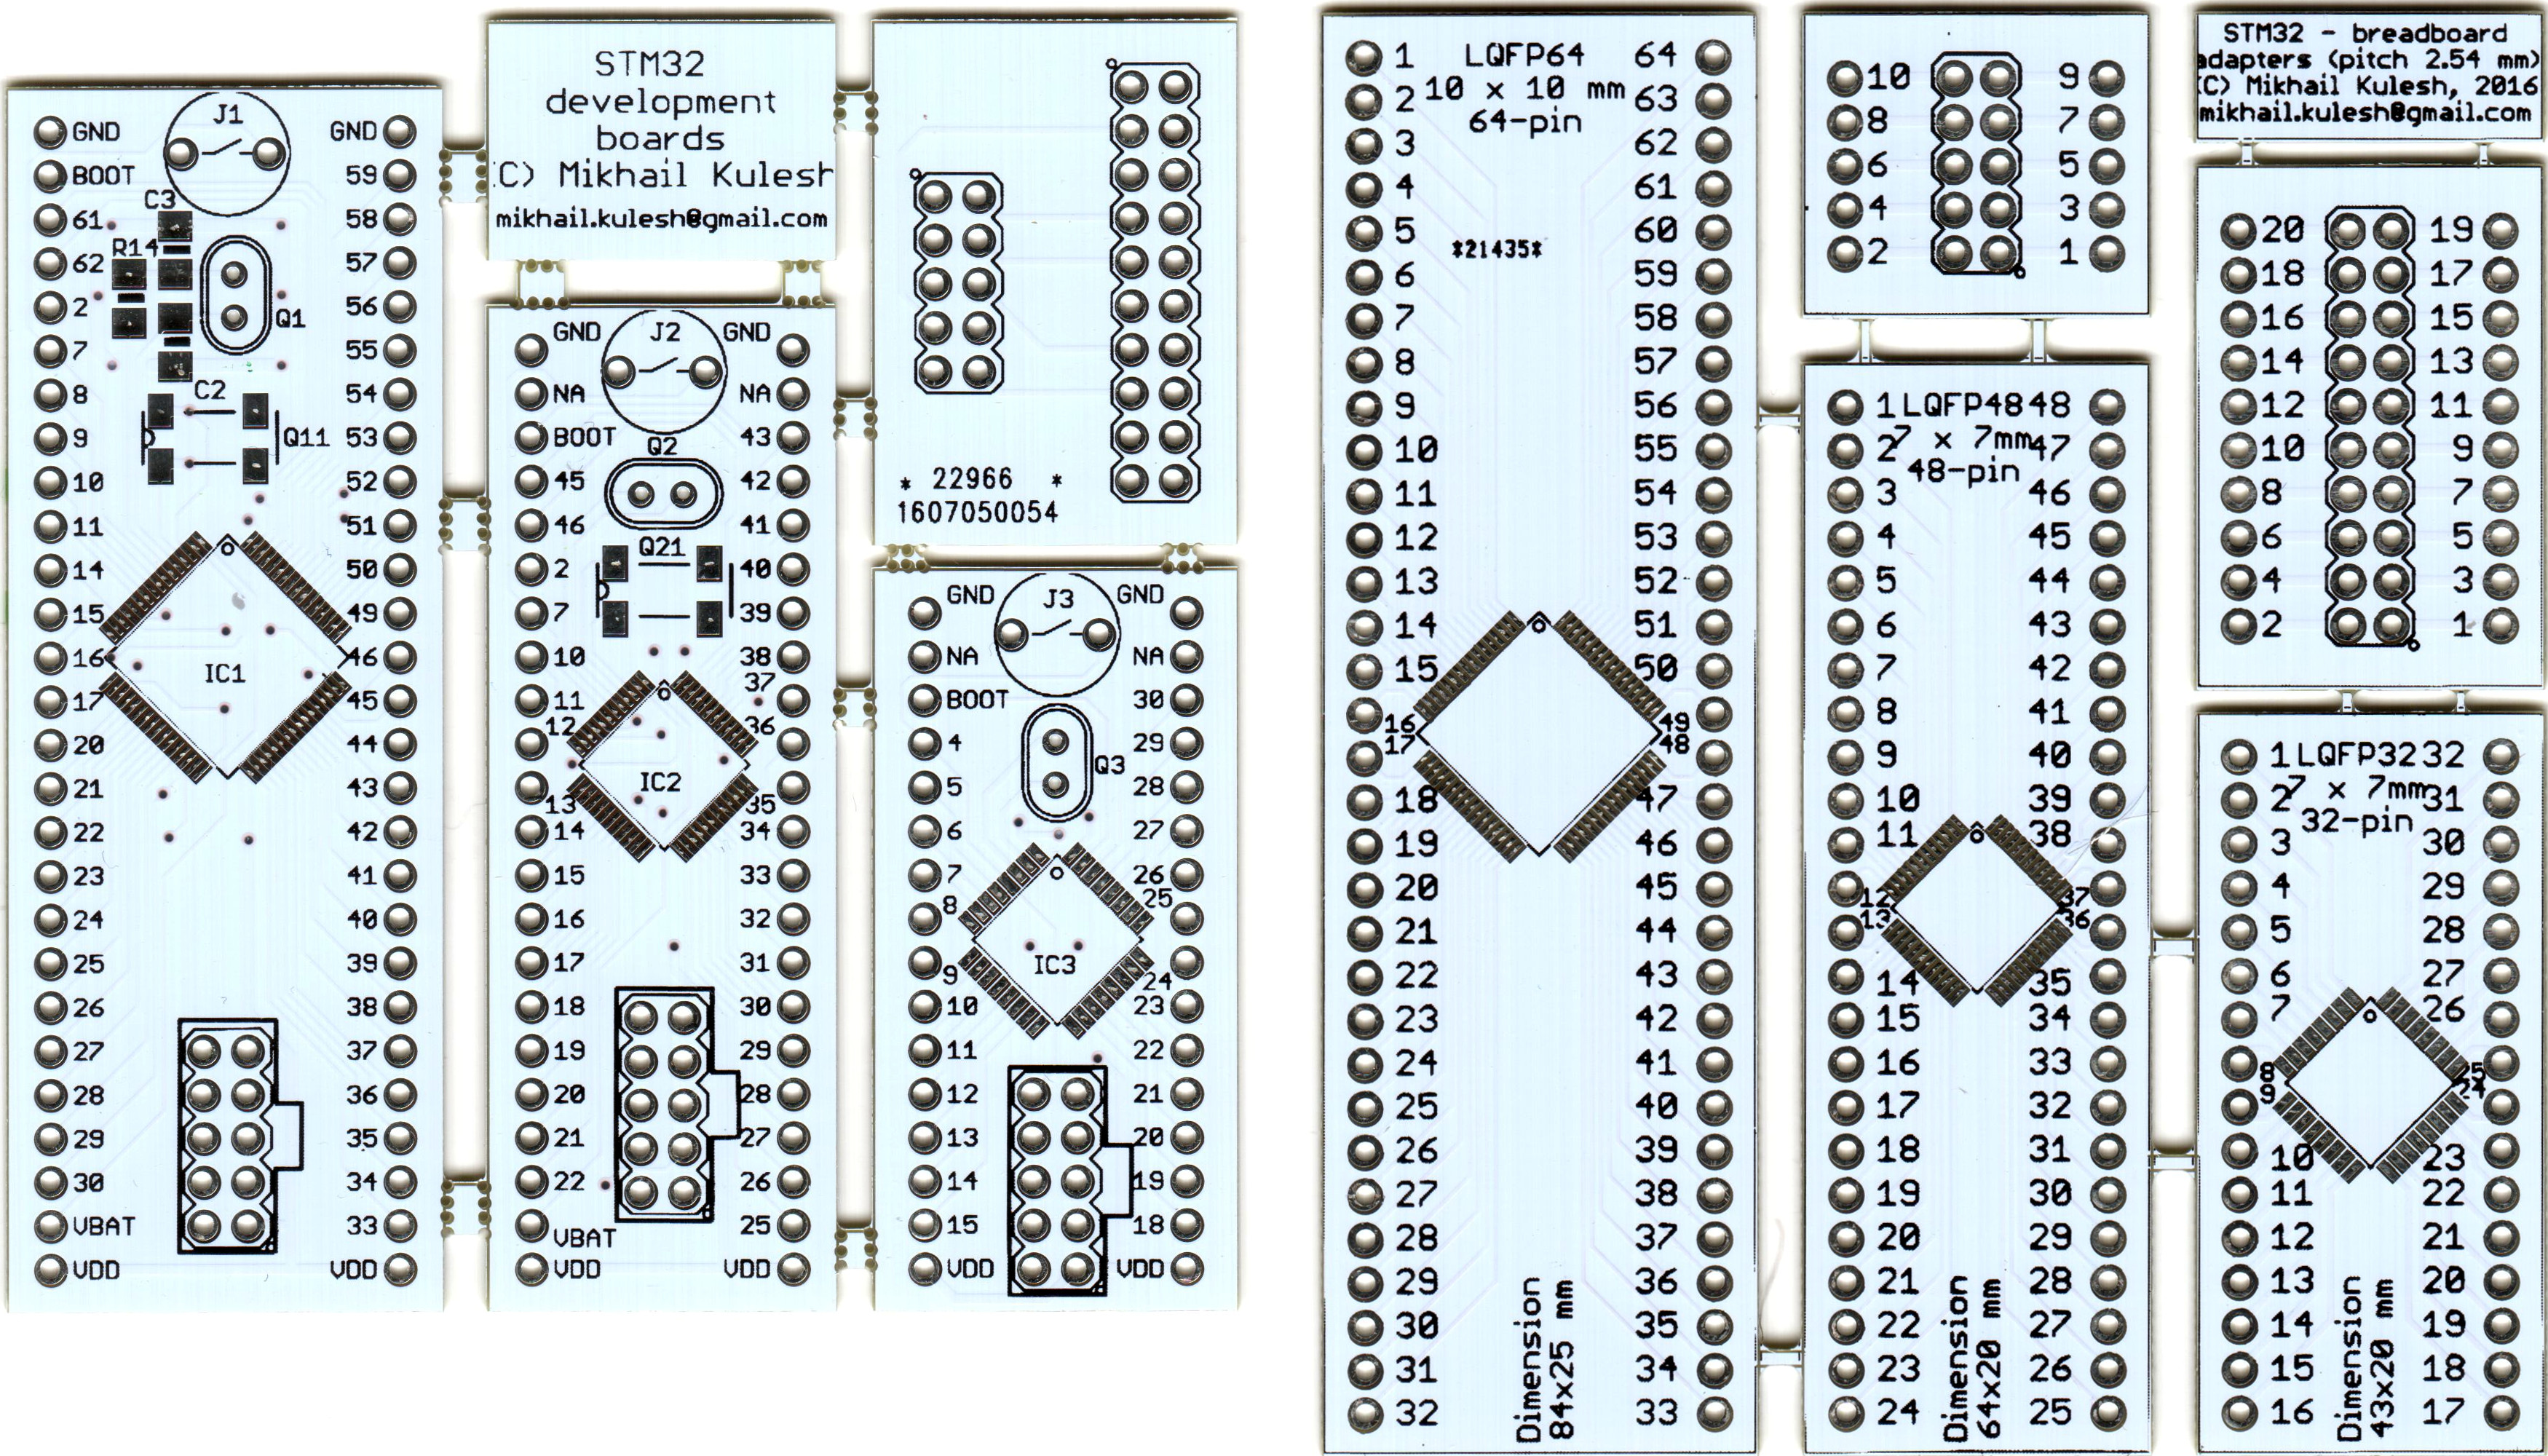 J1
GND GND
BOOT 59
C3
61 58
R14
62 57
2 56
Q1
7 55
8 C2 54
9 Q11 53
10 52
11 51
14 50
15 49
16 46
IC1
17 45
20 44
21 43
22 42
23 41
24 40
25 39
26 38
27 37
28 36
29 35
30 34
VBAT 33
VDD VDD
STM32
development
boards
C) Mikhail Kulesh
mikhail.kulesh@gmail.com
GND J2 GND
NA NA
BOOT 43
Q2
45 42
46 41
Q21
2 40
7 39
10 38
37
11
12 36
IC2
13 35
14 34
15 33
16 32
17 31
18 30
19 29
20 28
21 27
22 26
VBAT 25
VDD VDD
* 22966 *
1607050054
GND J3 GND
NA NA
BOOT 30
4 29
5 Q3 28
6 27
7 26
8 25
IC3
9 24
10 23
11 22
12 21
13 20
14 19
15 18
VDD VDD
1 LQFP64 64
2 10 x 10 mm 63
64-pin
3 62
4 61
5 60
*21435*
6 59
7 58
8 57
9 56
10 55
11 54
12 53
13 52
14 51
15 50
16 49
17 48
18 47
19 46
20 45
21 44
22 43
23 42
24 41
25 40
26 39
27 38
28 37
29 36
30 35
31 34
32 33
Dimension
84x25 mm
10 9
8 7
6 5
4 3
2 1
1 LQFP48 48
2 7 x 7mm 47
48-pin
3 46
4 45
5 44
6 43
7 42
8 41
9 40
10 39
11 38
12 37
13 36
14 35
15 34
16 33
17 32
18 31
19 30
20 29
21 28
22 27
23 26
24 25
Dimension
64x20 mm
STM32 - breadboard
adapters (pitch 2.54 mm)
(C) Mikhail Kulesh, 2016
mikhail.kulesh@gmail.com
20 19
18 17
16 15
14 13
12 11
10 9
8 7
6 5
4 3
2 1
1 LQFP32 32
2 7 x 7mm 31
32-pin
3 30
4 29
5 28
6 27
7 26
8 25
9 24
10 23
11 22
12 21
13 20
14 19
15 18
16 17
Dimension
43x20 mm